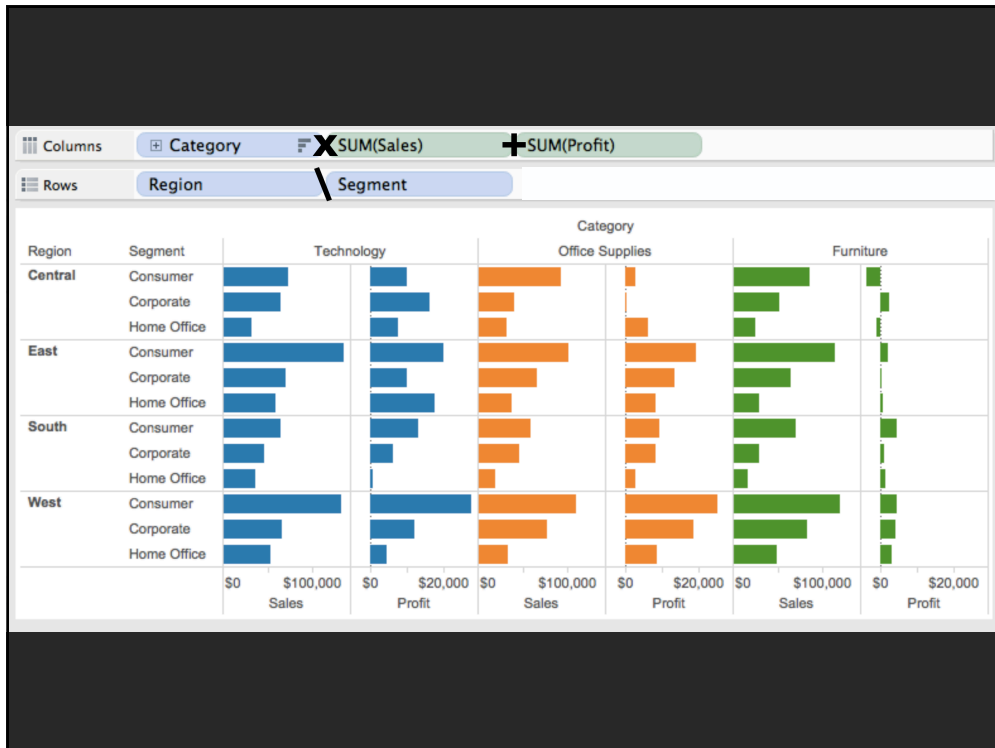 Columns ⊞ Category x SUM(Sales) + SUM(Profit)
Rows Region \ Segment
Category
Region Segment Technology Office Supplies Furniture
Central Consumer
Corporate
Home Office
East Consumer
Corporate
Home Office
South Consumer
Corporate
Home Office
West Consumer
Corporate
Home Office
$0 $100,000 $0 $20,000 $0 $100,000 $0 $20,000 $0 $100,000 $0 $20,000
Sales Profit Sales Profit Sales Profit